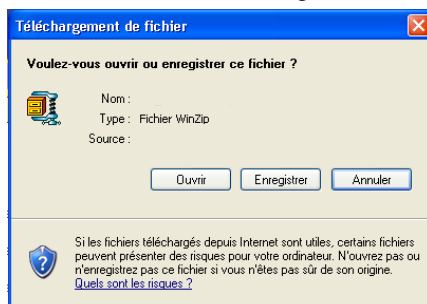 Téléchargement de fichier
Voulez-vous ouvrir ou enregistrer ce fichier ?
Nom :
Type : Fichier WinZip
Source :
Ouvrir Enregistrer Annuler
Si les fichiers téléchargés depuis Internet sont utiles, certains fichiers
peuvent présenter des risques pour votre ordinateur. N'ouvrez pas ou
n'enregistrez pas ce fichier si vous n'êtes pas sûr de son origine.
Quels sont les risques ?